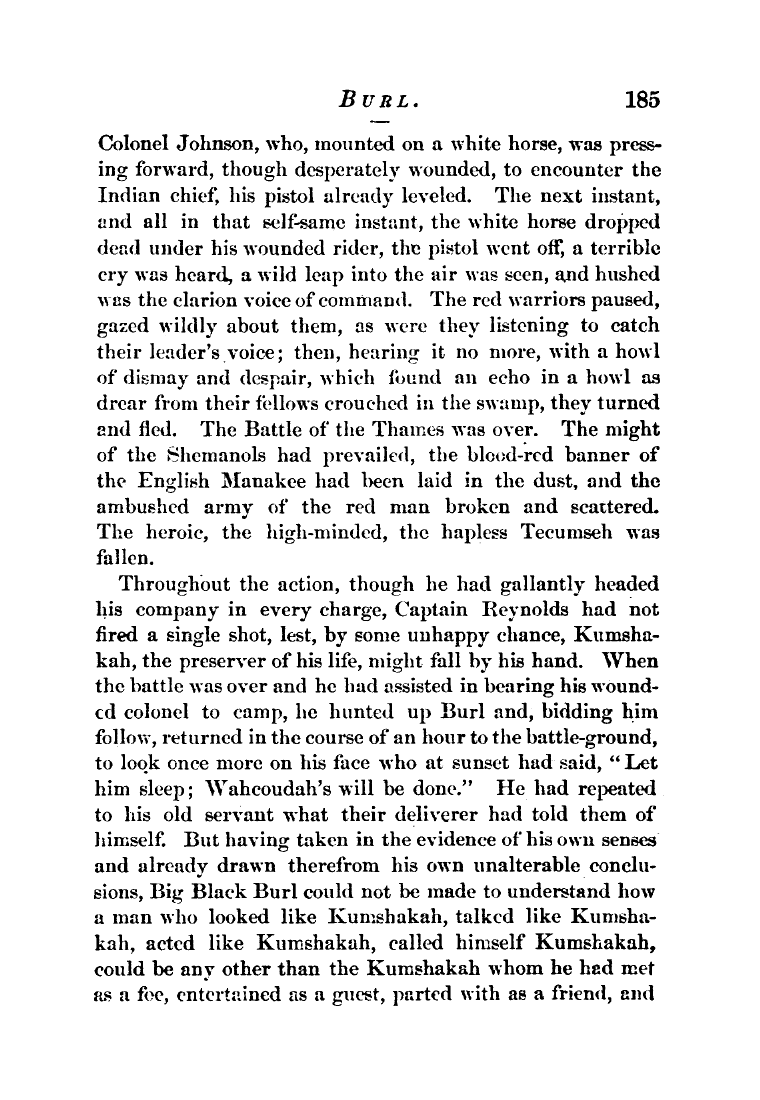 BURL. 185
Colonel Johnson, who, mounted on a white horse, was press-
ing forward, though desperately wounded, to encounter the
Indian chief, his pistol already leveled. The next instant,
and all in that self-same instant, the white horse dropped
dead under his wounded rider, the pistol went off, a terrible
cry was heard, a wild leap into the air was seen, and hushed
was the clarion voice of command. The red warriors paused,
gazed wildly about them, as were they listening to catch
their leader's voice; then, hearing it no more, with a howl
of dismay and despair, which found an echo in a howl as
drear from their fellows crouched in the swamp, they turned
and fled. The Battle of the Thames was over. The might
of the Shemanols had prevailed, the blood-red banner of
the English Manakee had been laid in the dust, and the
ambushed army of the red man broken and scattered.
The heroic, the high-minded, the hapless Tecumseh was
fallen.
Throughout the action, though he had gallantly headed
his company in every charge, Captain Reynolds had not
fired a single shot, lest, by some unhappy chance, Kumsha-
kah, the preserver of his life, might fall by his hand. When
the battle was over and he had assisted in bearing his wound-
ed colonel to camp, he hunted up Burl and, bidding him
follow, returned in the course of an hour to the battle-ground,
to look once more on his face who at sunset had said, "Let
him sleep; Wahcoudah's will be done." He had repeated
to his old servant what their deliverer had told them of
himself. But having taken in the evidence of his own senses
and already drawn therefrom his own unalterable conclu-
sions, Big Black Burl could not be made to understand how
a man who looked like Kumshakah, talked like Kumsha-
kah, acted like Kumshakah, called himself Kumshakah,
could be any other than the Kumshakah whom he had met
as a foe, entertained as a guest, parted with as a friend, and